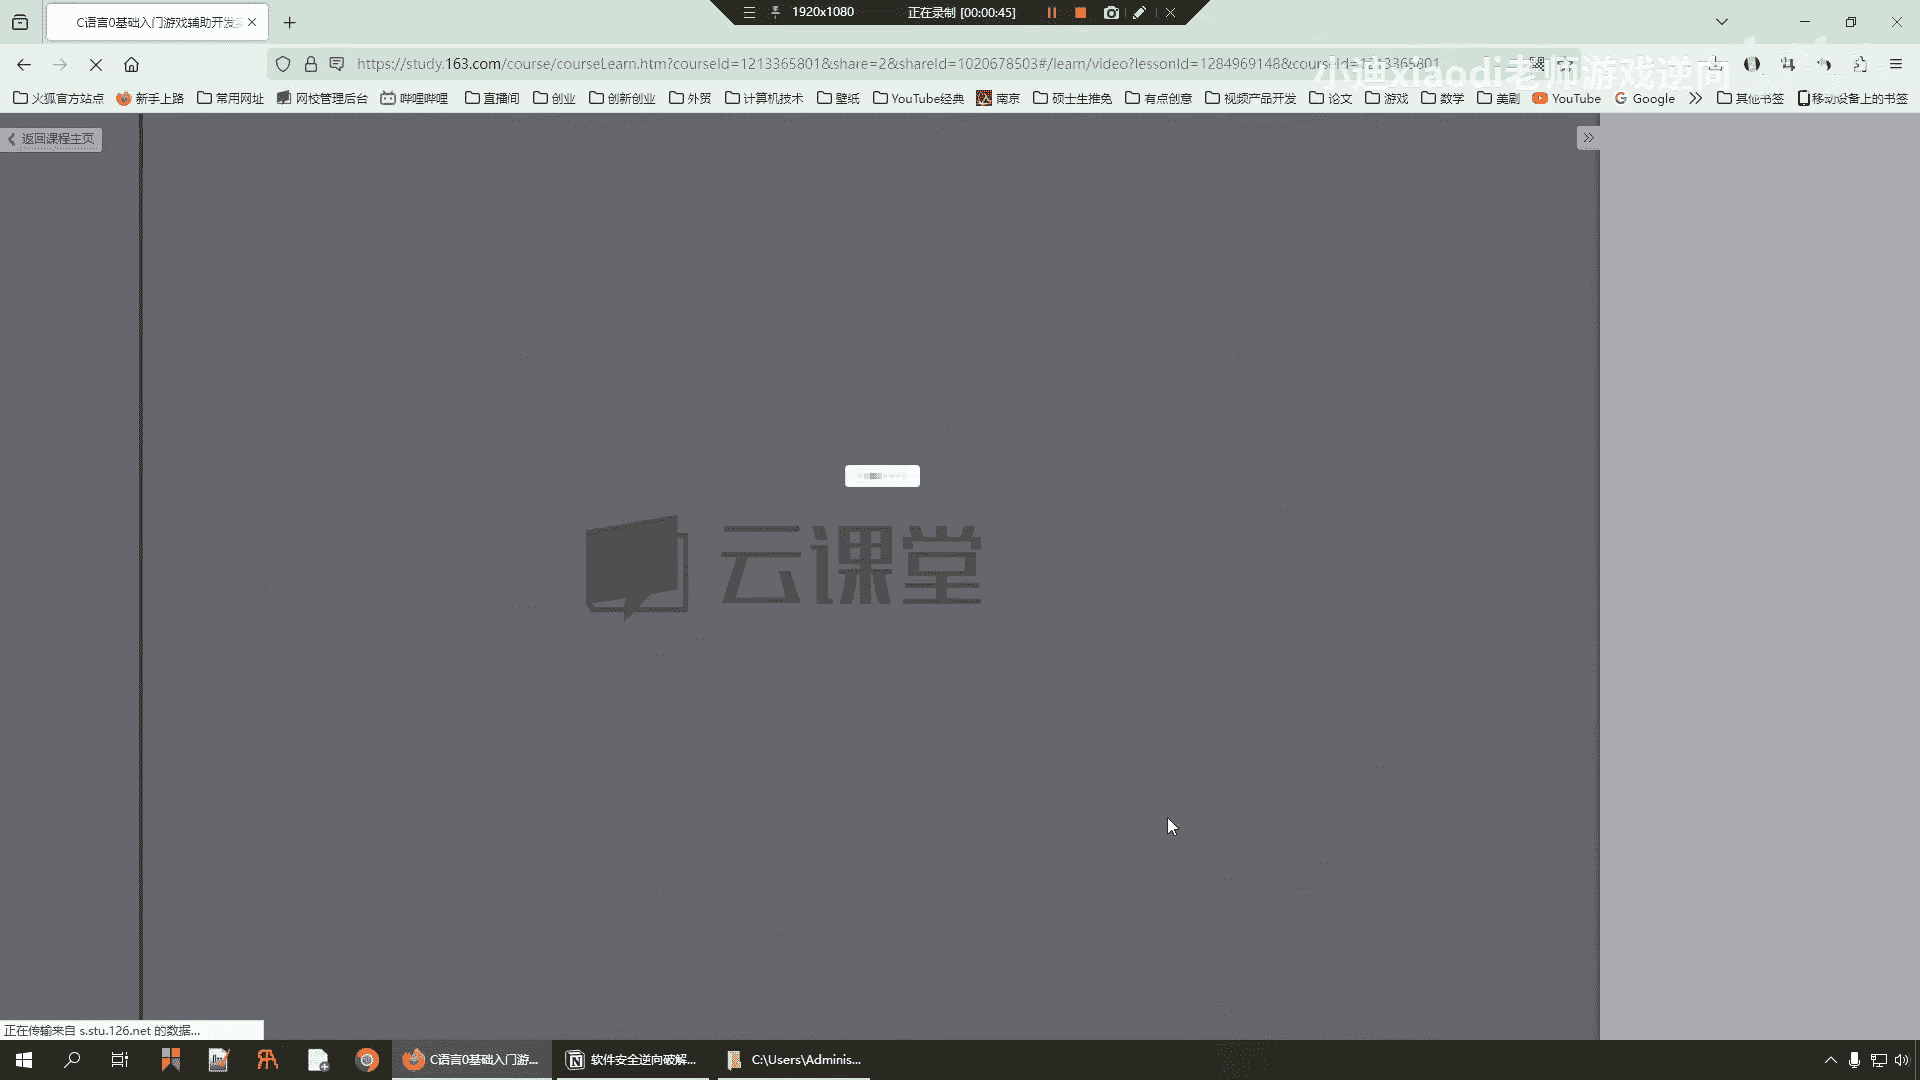 C语言0基础入门游戏辅助开发
1920x1080
正在录制 [00:00:45]
https://study.163.com/course/courseLearn.htm?courseId=1213365801&share=2&shareId=1020678503#/learn/video?lessonId=1284969148&courseId=1213365801
小迪xiaodi老师游戏逆向
火狐官方站点 新手上路 常用网址 网校管理后台 哔哩哔哩 直播间 创业 创新创业 外贸 计算机技术 壁纸 YouTube经典 南京 硕士生推免 有点创意 视频产品开发 论文 游戏 数学 美剧 YouTube Google 其他书签 移动设备上的书签
返回课程主页
云课堂
正在传输来自 s.stu.126.net 的数据...
C语言0基础入门游... 软件安全逆向破解... C:\Users\Adminis...